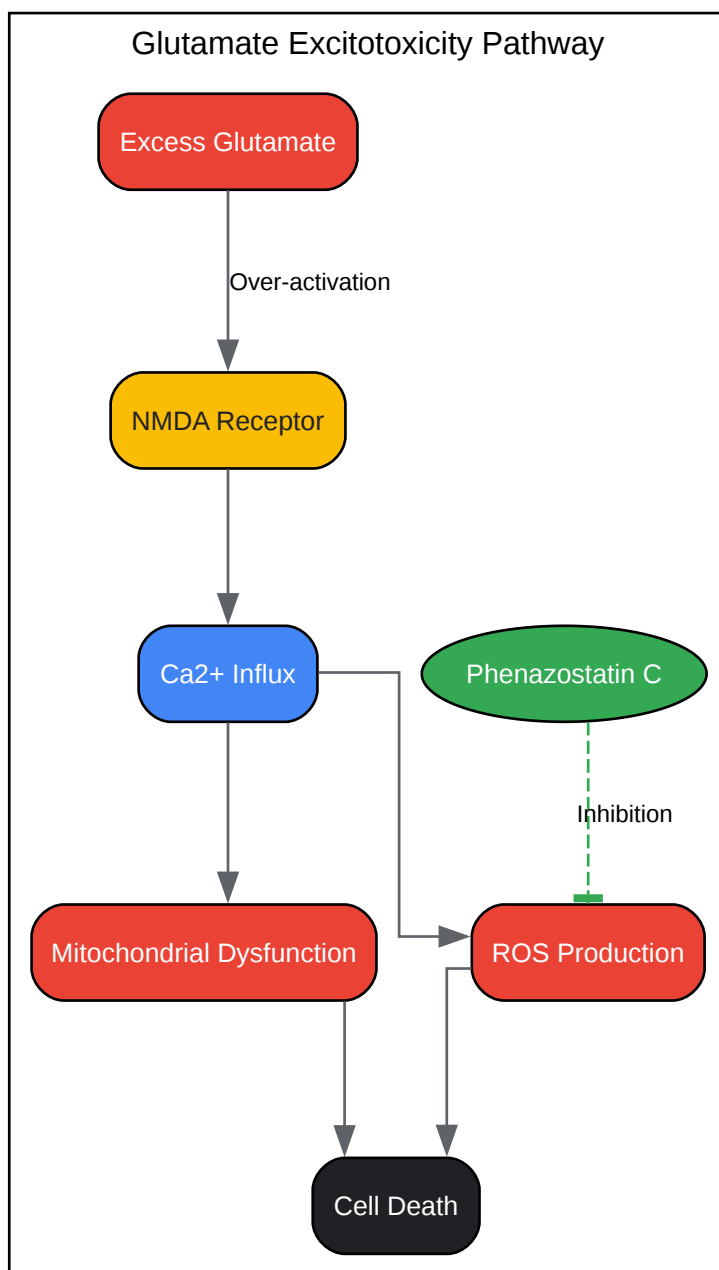 Glutamate Excitotoxicity Pathway
Excess Glutamate
Over-activation
NMDA Receptor
Ca2+ Influx
Phenazostatin C
Inhibition
Mitochondrial Dysfunction
ROS Production
Cell Death